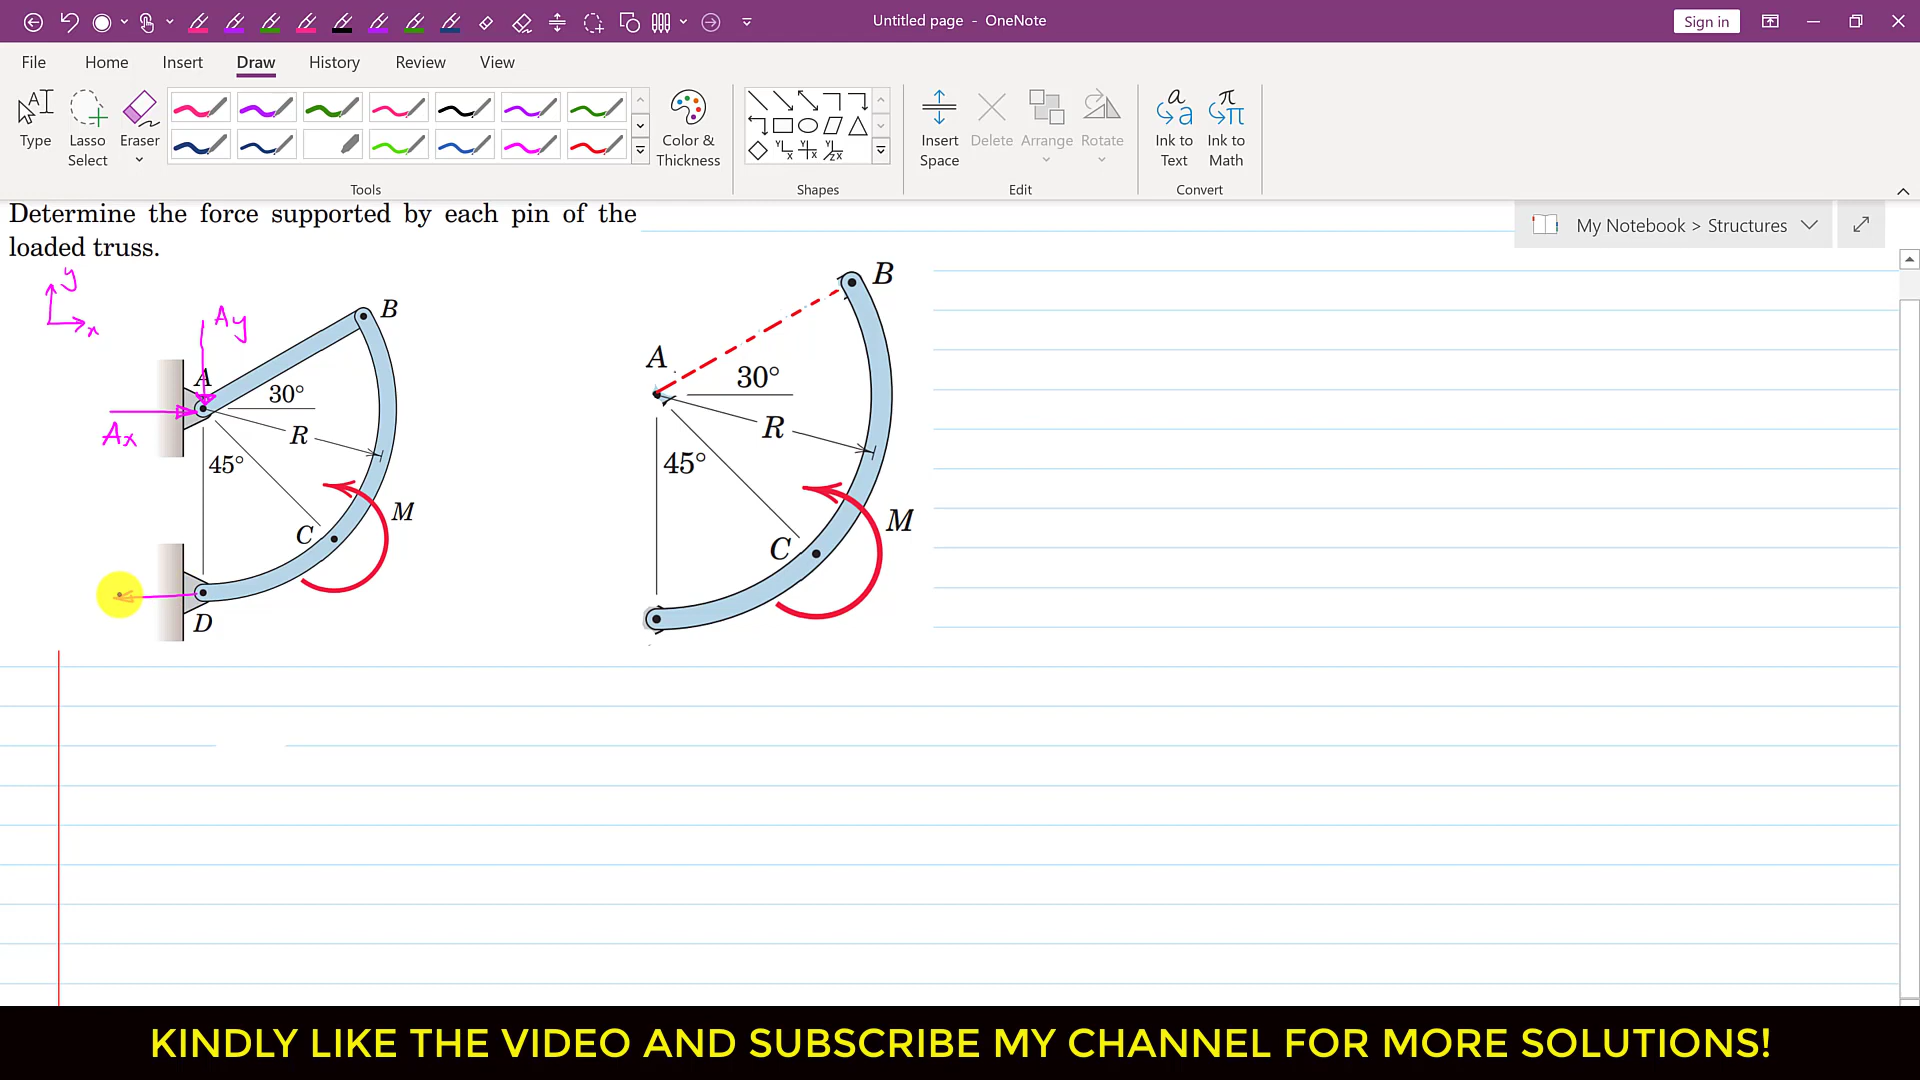 Untitled page - OneNote
Sign in
File Home Insert Draw History Review View
Type
Lasso Select
Eraser
Color & Thickness
Insert Space
Delete
Arrange
Rotate
Ink to Text
Ink to Math
Tools
Shapes
Edit
Convert
My Notebook > Structures
Determine the force supported by each pin of the
loaded truss.
y
x
Ay
B
A
30°
Ax
R
45°
M
C
D
B
A
30°
R
45°
M
C
KINDLY LIKE THE VIDEO AND SUBSCRIBE MY CHANNEL FOR MORE SOLUTIONS!